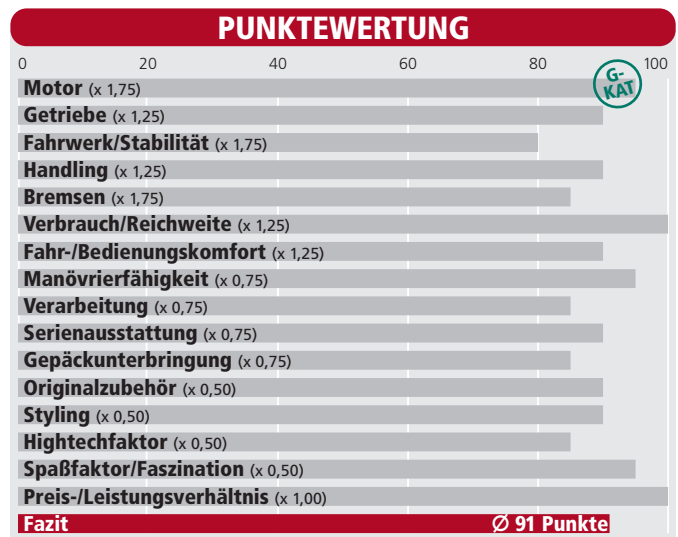 PUNKTEWERTUNG
0 20 40 60 80 100
G-
KAT
Motor (x 1,75)
Getriebe (x 1,25)
Fahrwerk/Stabilität (x 1,75)
Handling (x 1,25)
Bremsen (x 1,75)
Verbrauch/Reichweite (x 1,25)
Fahr-/Bedienungskomfort (x 1,25)
Manövrierfähigkeit (x 0,75)
Verarbeitung (x 0,75)
Serienausstattung (x 0,75)
Gepäckunterbringung (x 0,75)
Originalzubehör (x 0,50)
Styling (x 0,50)
Hightechfaktor (x 0,50)
Spaßfaktor/Faszination (x 0,50)
Preis-/Leistungsverhältnis (x 1,00)
Fazit Ø 91 Punkte